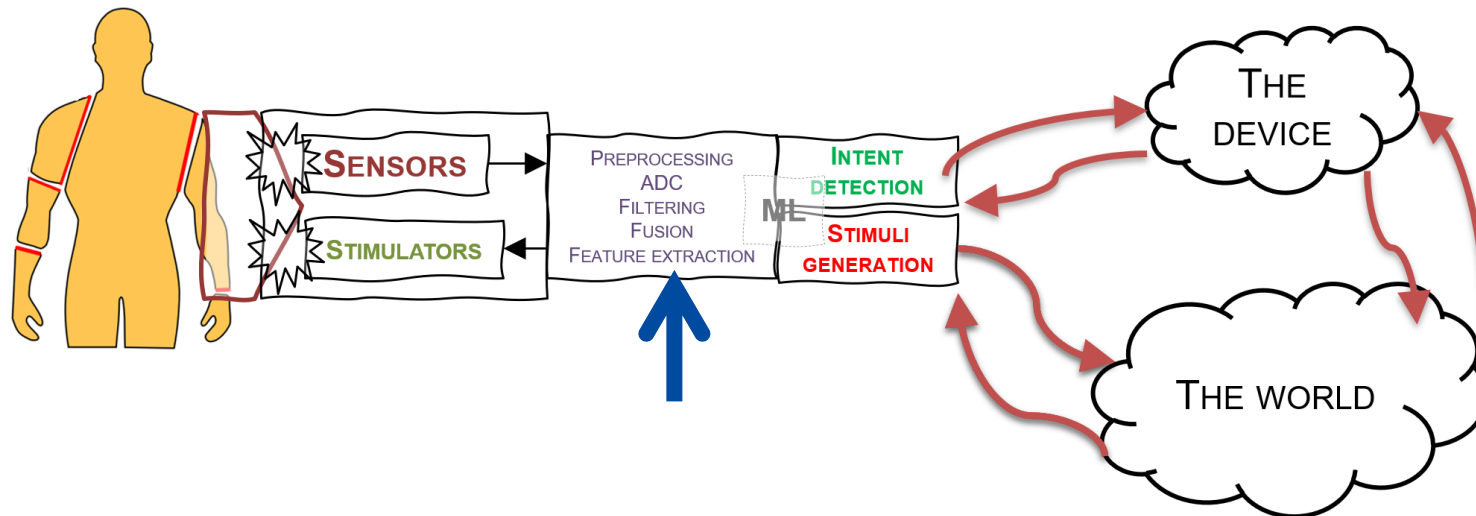 SENSORS
STIMULATORS
PREPROCESSING
ADC
FILTERING
FUSION
FEATURE EXTRACTION
ML
INTENT
DETECTION
STIMULI
GENERATION
THE
DEVICE
THE WORLD